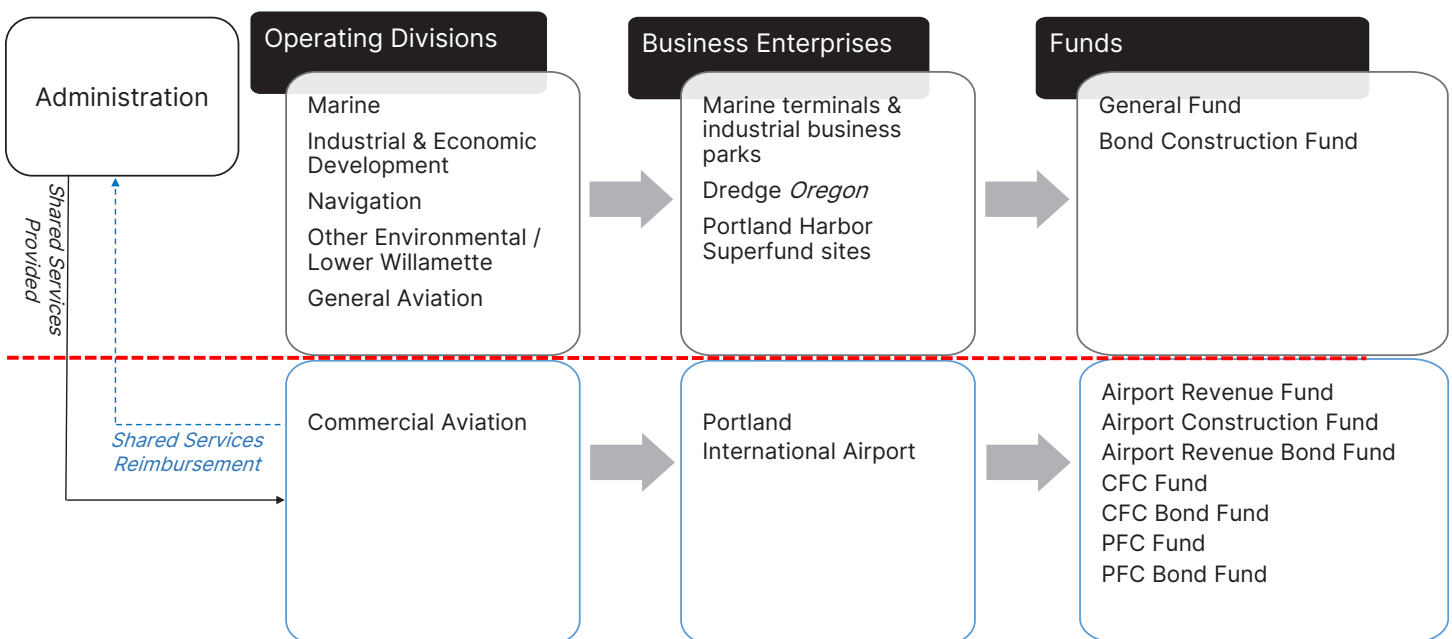 Administration
Operating Divisions
Marine
Industrial & Economic
Development
Navigation
Other Environmental /
Lower Willamette
General Aviation
Business Enterprises
Marine terminals &
industrial business
parks
Dredge Oregon
Portland Harbor
Superfund sites
Funds
General Fund
Bond Construction Fund
Shared Services
Provided
Shared Services
Reimbursement
Commercial Aviation
Portland
International Airport
Airport Revenue Fund
Airport Construction Fund
Airport Revenue Bond Fund
CFC Fund
CFC Bond Fund
PFC Fund
PFC Bond Fund